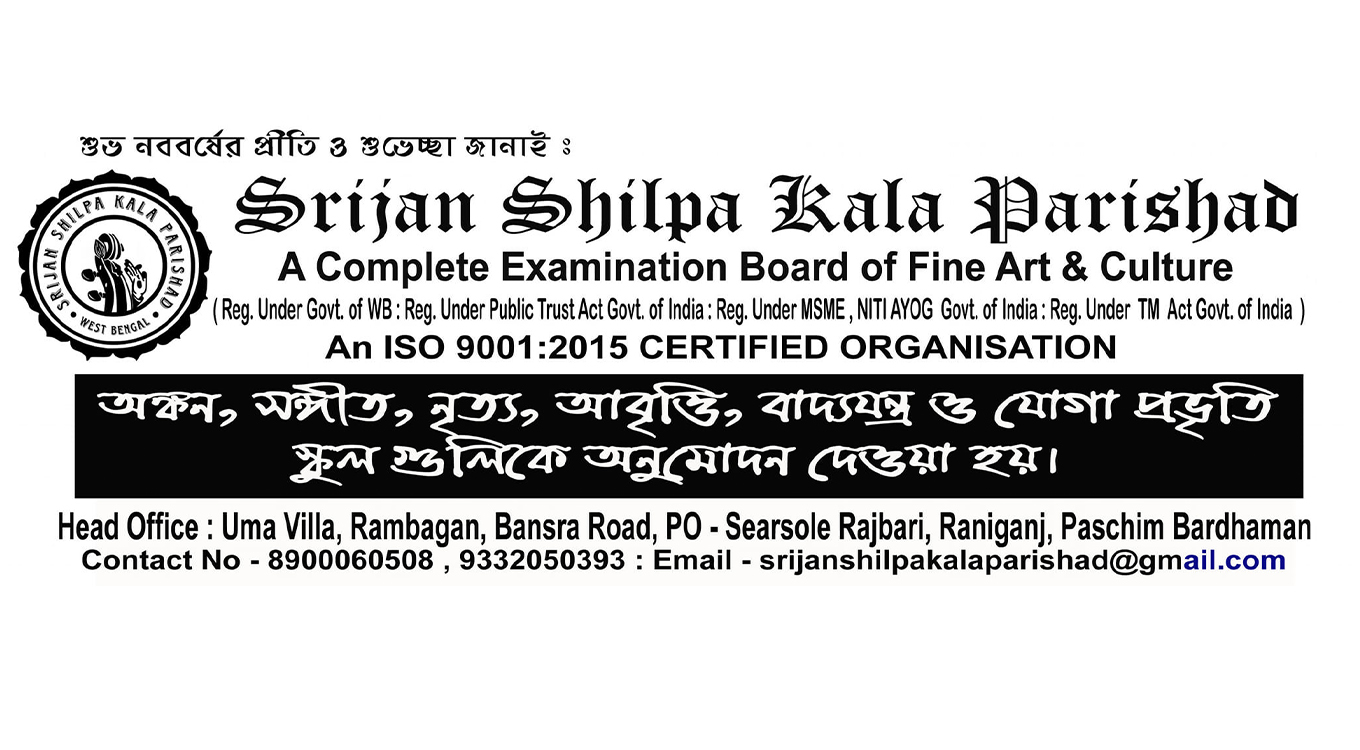 শুভ নববর্ষের প্রীতি ও শুভেচ্ছা জানাই ঃ
SRIJAN SHILPA KALA PARISHAD
• WEST BENGAL •
Srijan Shilpa Kala Parishad
A Complete Examination Board of Fine Art & Culture
( Reg. Under Govt. of WB : Reg. Under Public Trust Act Govt. of India : Reg. Under MSME , NITI AYOG Govt. of India : Reg. Under TM Act Govt. of India )
An ISO 9001:2015 CERTIFIED ORGANISATION
অঙ্কন, সঙ্গীত, নৃত্য, আবৃত্তি, বাদ্যযন্ত্র ও যোগা প্রভৃতি
স্কুল গুলিকে অনুমোদন দেওয়া হয়।
Head Office : Uma Villa, Rambagan, Bansra Road, PO - Searsole Rajbari, Raniganj, Paschim Bardhaman
Contact No - 8900060508 , 9332050393 : Email - srijanshilpakalaparishad@gmail.com